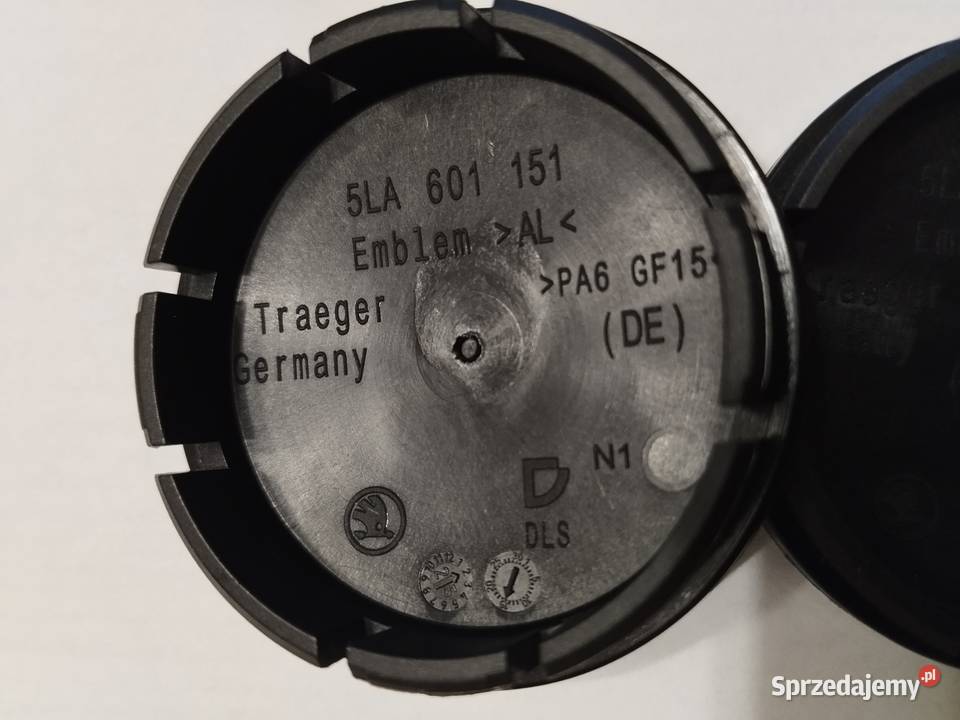 5LA 601 151
Emblem >AL<
>PA6 GF15<
Traeger
(DE)
Germany
N1
DLS
Sprzedajemy.pl